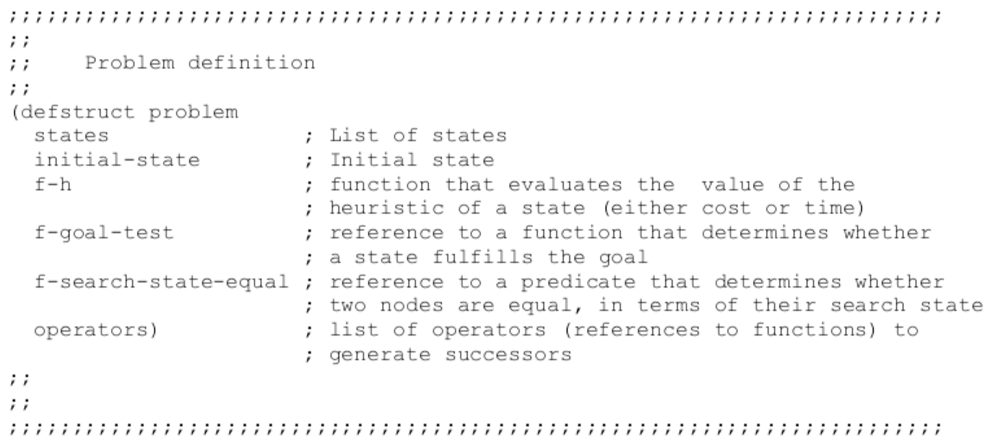 ;;;;;;;;;;;;;;;;;;;;;;;;;;;;;;;;;;;;;;;;;;;;;;;;;;;;;;;;;;;;;;;;;;;;;;;;;;
;;
;;    Problem definition
;;
(defstruct problem
  states               ; List of states
  initial-state        ; Initial state
  f-h                  ; function that evaluates the  value of the
                       ; heuristic of a state (either cost or time)
  f-goal-test          ; reference to a function that determines whether
                       ; a state fulfills the goal
  f-search-state-equal ; reference to a predicate that determines whether
                       ; two nodes are equal, in terms of their search state
  operators)           ; list of operators (references to functions) to
                       ; generate successors
;;
;;
;;;;;;;;;;;;;;;;;;;;;;;;;;;;;;;;;;;;;;;;;;;;;;;;;;;;;;;;;;;;;;;;;;;;;;;;;;